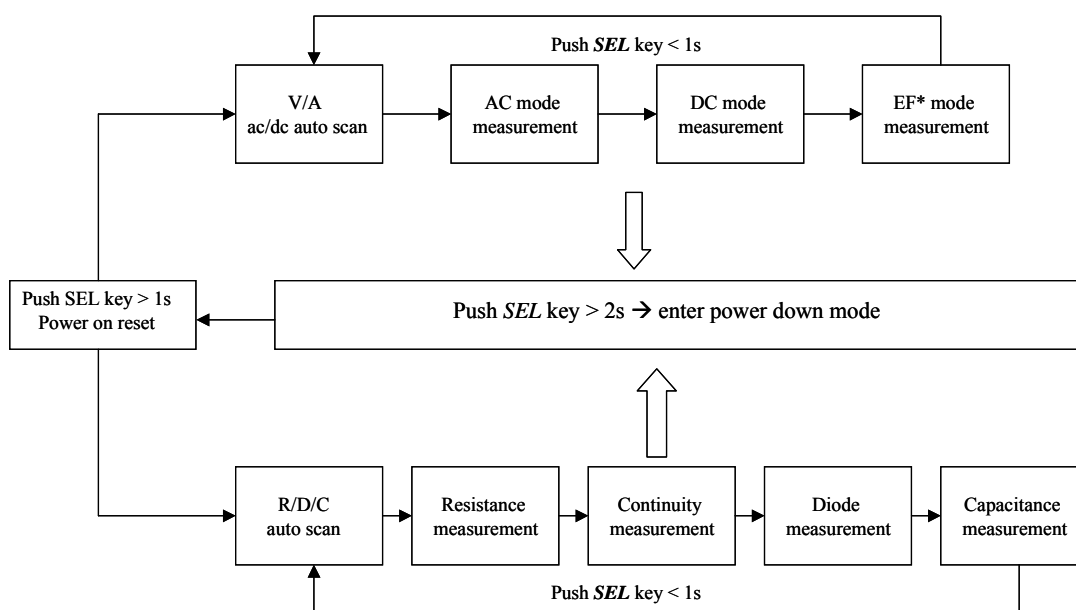 Push SEL key < 1s
V/A
ac/dc auto scan
AC mode
measurement
DC mode
measurement
EF* mode
measurement
Push SEL key > 1s
Power on reset
Push SEL key > 2s → enter power down mode
R/D/C
auto scan
Resistance
measurement
Continuity
measurement
Diode
measurement
Capacitance
measurement
Push SEL key < 1s